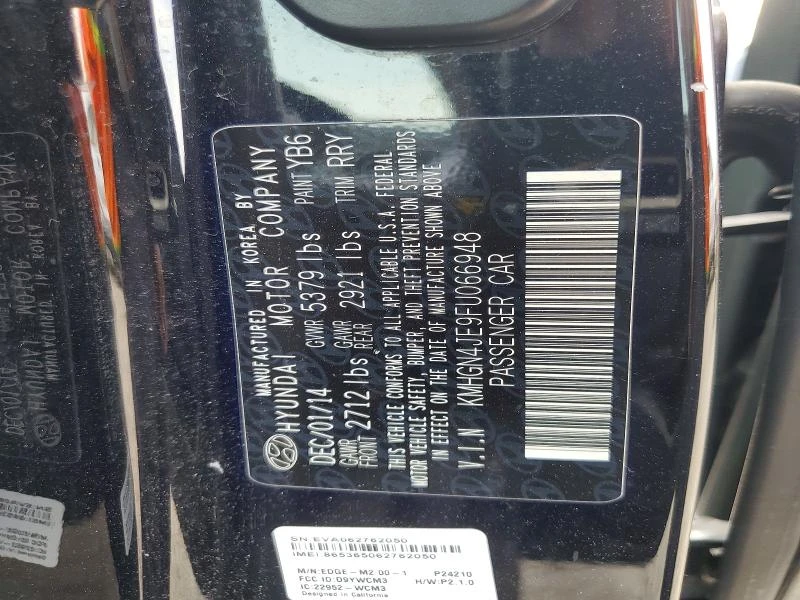 MANUFACTURED IN KOREA BY
HYUNDAI MOTOR COMPANY
DEC/01/14 GVWR 5379 lbs PAINT YB6
GAWR FRONT 2712 lbs GAWR REAR 2921 lbs TRIM RRY
THIS VEHICLE CONFORMS TO ALL APPLICABLE U.S.A. FEDERAL
MOTOR VEHICLE SAFETY, BUMPER, AND THEFT PREVENTION STANDARDS
IN EFFECT ON THE DATE OF MANUFACTURE SHOWN ABOVE
V.I.N KMHGN4JE9FU066948
PASSENGER CAR
SN:EVA062762050
IMEI:865365062762050
M/N:EDGE-M2.00-1 P24210
FCC ID:D9YWCM3 H/W:P2.1.0
IC:22952-WCM3
Designed in California